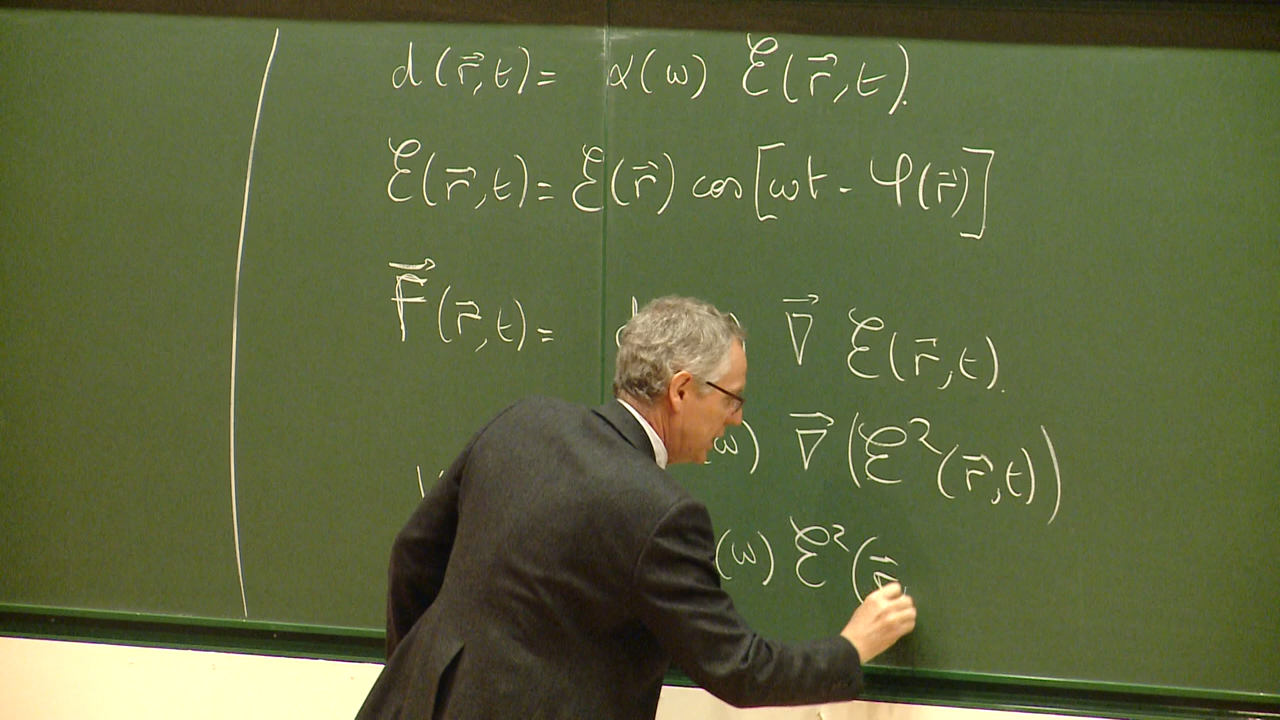 d(r⃗,t) = α(ω) ℰ(r⃗,t).
ℰ(r⃗,t) = ℰ(r⃗) cos[ωt - φ(r⃗)]
F⃗(r⃗,t) = d ∇⃗ ℰ(r⃗,t).
(ω) ∇⃗(ℰ²(r⃗,t))
(ω) ℰ²(r⃗